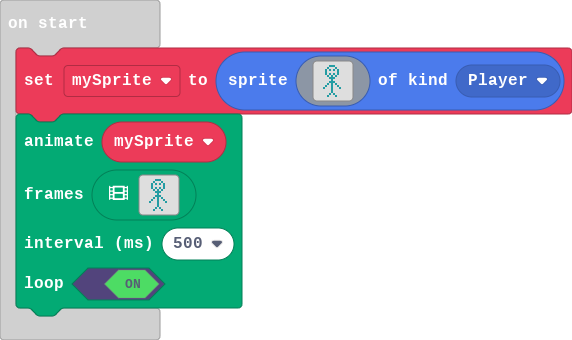 on start
set mySprite to sprite of kind Player
animate mySprite
frames
interval (ms) 500
loop ON